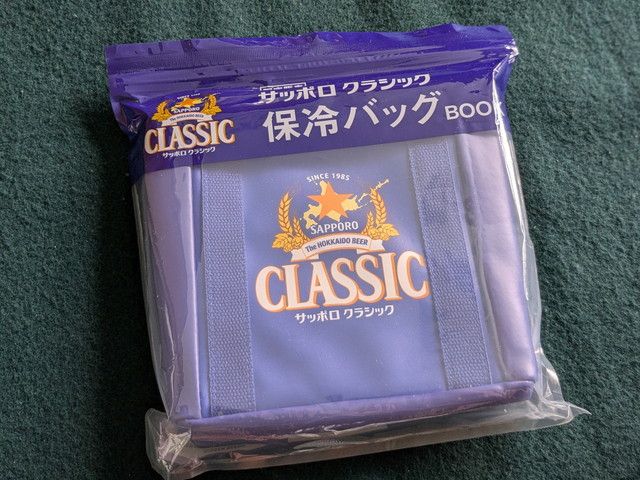 サッポロ クラシック
保冷バッグ BOOK
SAPPORO
CLASSIC
サッポロ クラシック
SINCE 1985
SAPPORO
The HOKKAIDO BEER
CLASSIC
サッポロ クラシック